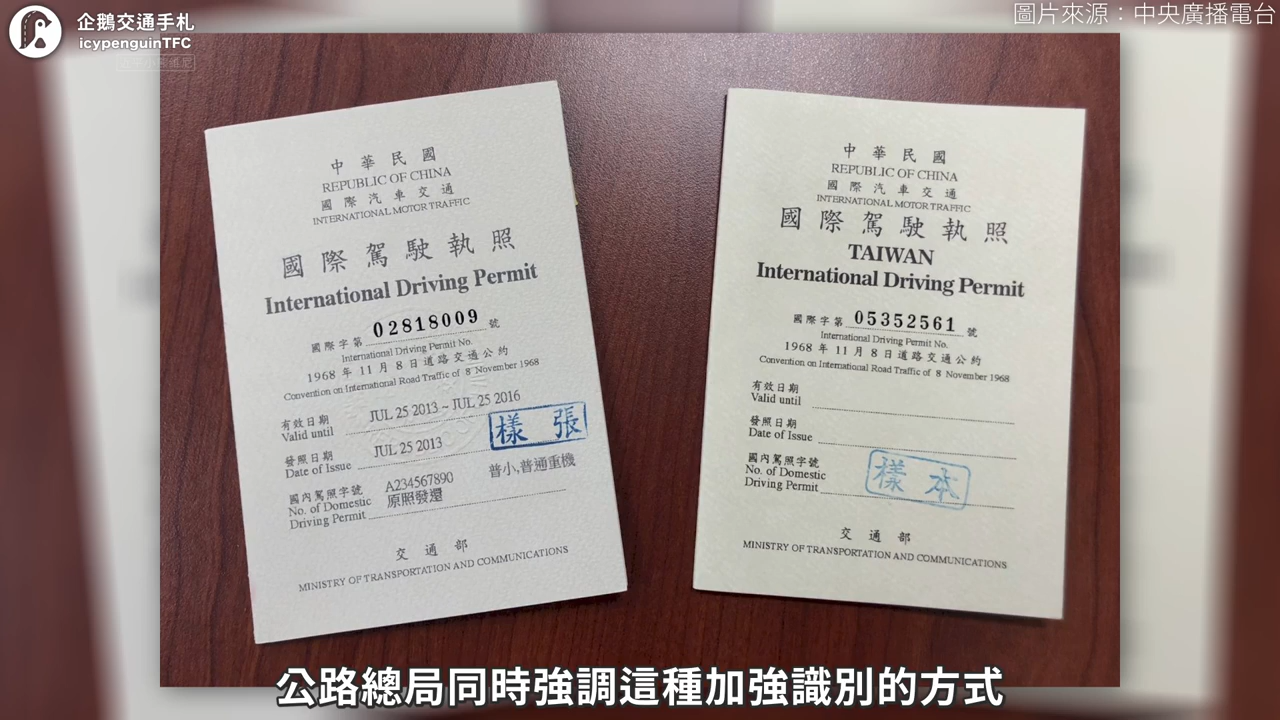 企鵝交通手札
icypenguinTFC
圖片來源：中央廣播電台
中華民國
REPUBLIC OF CHINA
國際汽車交通
INTERNATIONAL MOTOR TRAFFIC
國際駕駛執照
International Driving Permit
國際字第 02818009 號
International Driving Permit No.
1968 年 11 月 8 日道路交通公約
Convention on International Road Traffic of 8 November 1968
有效日期 JUL 25 2013 ~ JUL 25 2016
Valid until
樣張
發照日期 JUL 25 2013
Date of Issue
國內駕照字號 A234567890 普小,普通重機
No. of Domestic 原照發還
Driving Permit
交通部
MINISTRY OF TRANSPORTATION AND COMMUNICATIONS
中華民國
REPUBLIC OF CHINA
國際汽車交通
INTERNATIONAL MOTOR TRAFFIC
國際駕駛執照
TAIWAN
International Driving Permit
國際字第 05352561 號
International Driving Permit No.
1968 年 11 月 8 日道路交通公約
Convention on International Road Traffic of 8 November 1968
有效日期
Valid until
發照日期
Date of Issue
國內駕照字號
No. of Domestic
Driving Permit
樣本
交通部
MINISTRY OF TRANSPORTATION AND COMMUNICATIONS
公路總局同時強調這種加強識別的方式